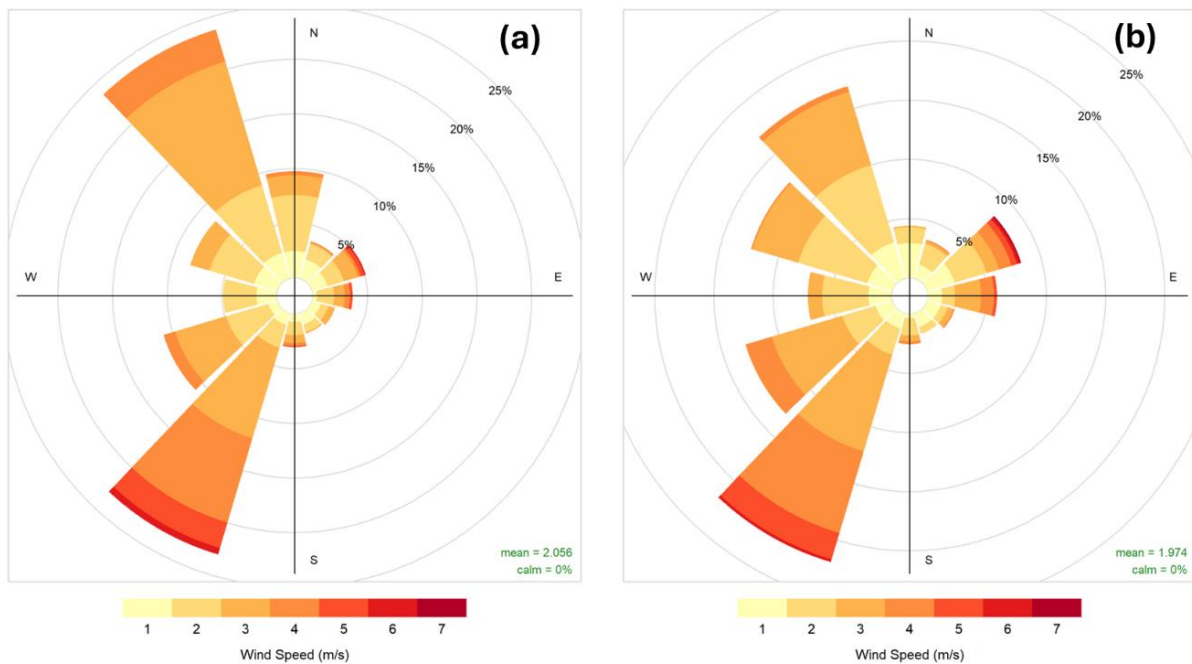 (a)
N
25%
20%
15%
10%
5%
W
E
S
mean = 2.056
calm = 0%
1 2 3 4 5 6 7
Wind Speed (m/s)
(b)
N
25%
20%
15%
10%
5%
W
E
S
mean = 1.974
calm = 0%
1 2 3 4 5 6 7
Wind Speed (m/s)